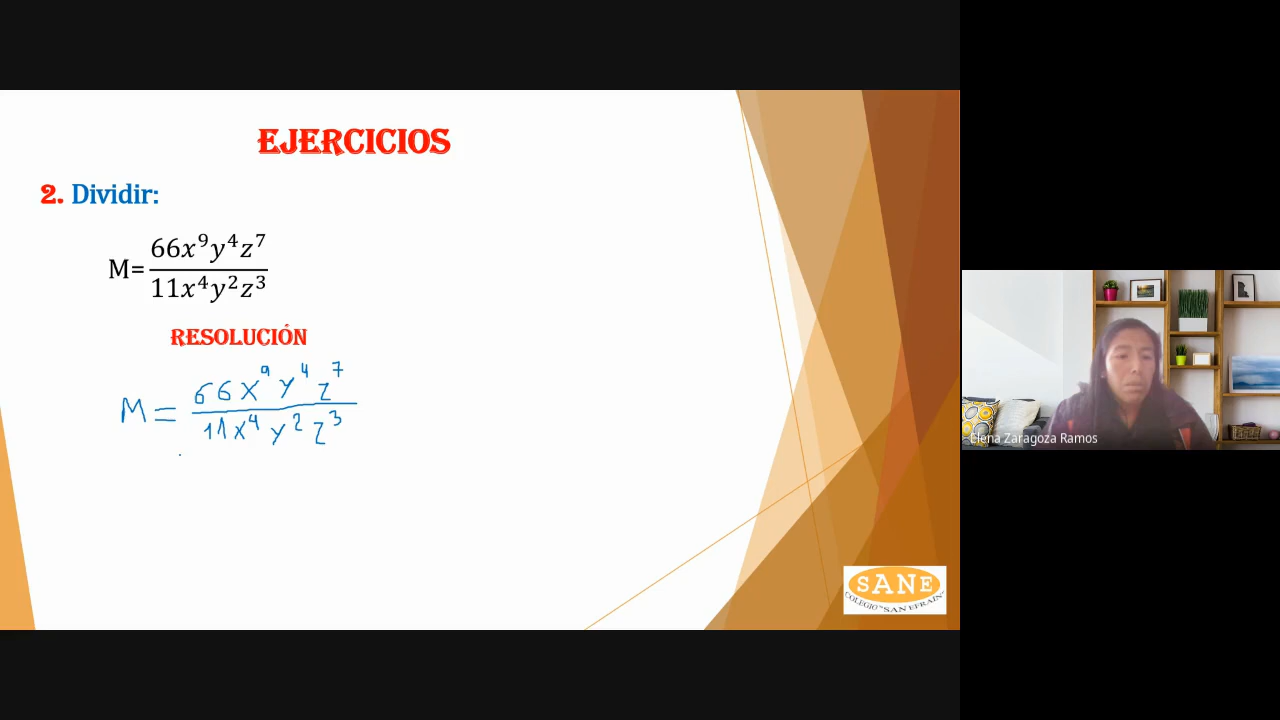 EJERCICIOS
2. Dividir:
M= 66x⁹y⁴z⁷
11x⁴y²z³
RESOLUCIÓN
M = 66x⁹y⁴z⁷
11x⁴y²z³
Elena Zaragoza Ramos
SANE
COLEGIO "SAN EFRAIN"